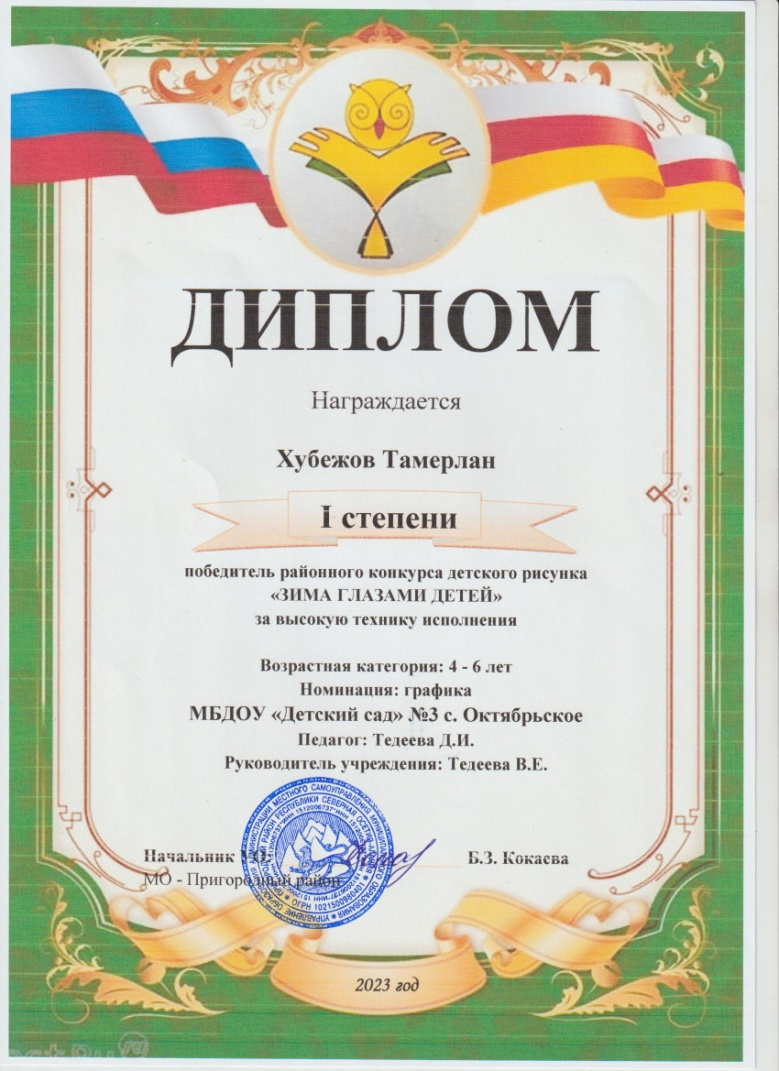 ДИПЛОМ
Награждается
Хубежов Тамерлан
I степени
победитель районного конкурса детского рисунка
«ЗИМА ГЛАЗАМИ ДЕТЕЙ»
за высокую технику исполнения
Возрастная категория: 4 - 6 лет
Номинация: графика
МБДОУ «Детский сад» №3 с. Октябрьское
Педагог: Тедеева Д.И.
Руководитель учреждения: Тедеева В.Е.
Начальник УО: Б.З. Кокаева
МО - Пригородный район
ОГРН
2023 год